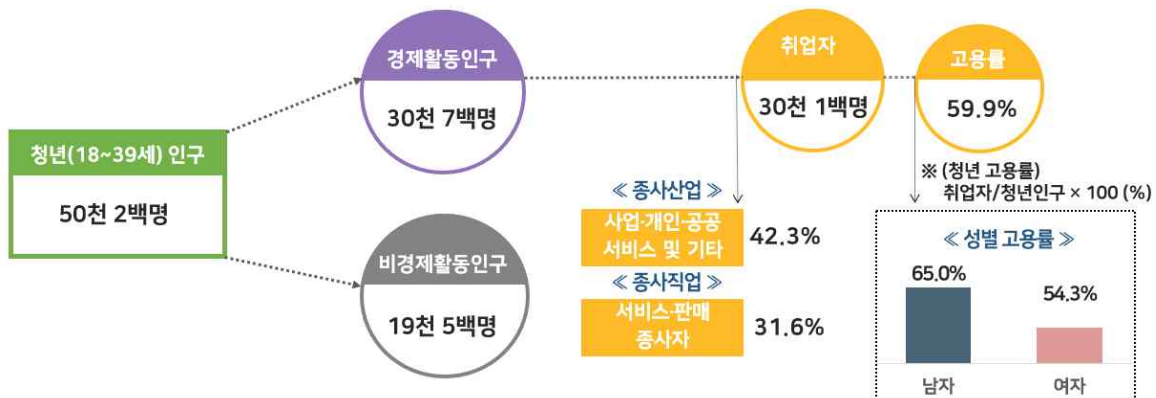 경제활동인구
30천 7백명
취업자
30천 1백명
고용률
59.9%
청년(18~39세) 인구
50천 2백명
※ (청년 고용률)
취업자/청년인구 × 100 (%)
≪ 종사산업 ≫
사업·개인·공공
서비스 및 기타
42.3%
≪ 종사직업 ≫
서비스·판매
종사자
31.6%
비경제활동인구
19천 5백명
≪ 성별 고용률 ≫
65.0%
54.3%
남자
여자